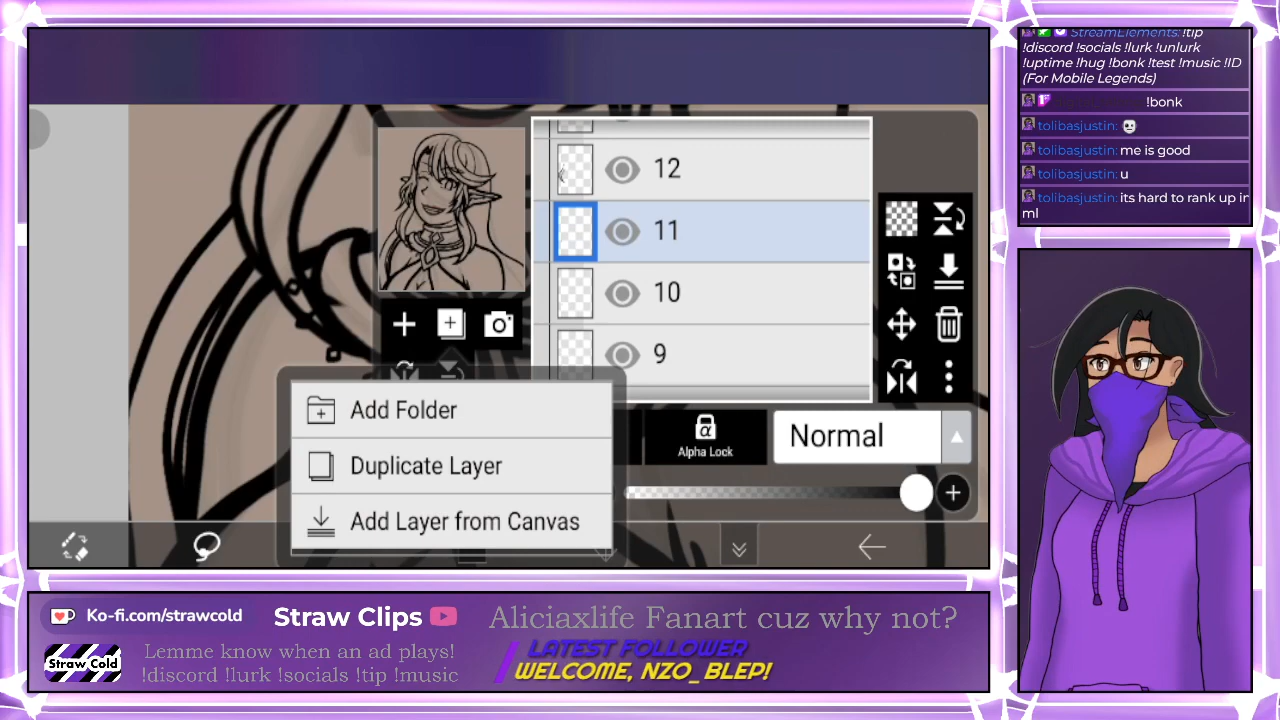 12
11
10
9
Add Folder
Duplicate Layer
Add Layer from Canvas
α
Alpha Lock
Normal
StreamElements: !tip
!discord !socials !lurk !unlurk
!uptime !hug !bonk !test !music !ID
(For Mobile Legends)
!bonk
tolibasjustin:
tolibasjustin: me is good
tolibasjustin: u
tolibasjustin: its hard to rank up in
ml
Ko-fi.com/strawcold
Straw Clips
Aliciaxlife Fanart cuz why not?
Straw Cold
Lemme know when an ad plays!
!discord !lurk !socials !tip !music
LATEST FOLLOWER
WELCOME, NZO_BLEP!